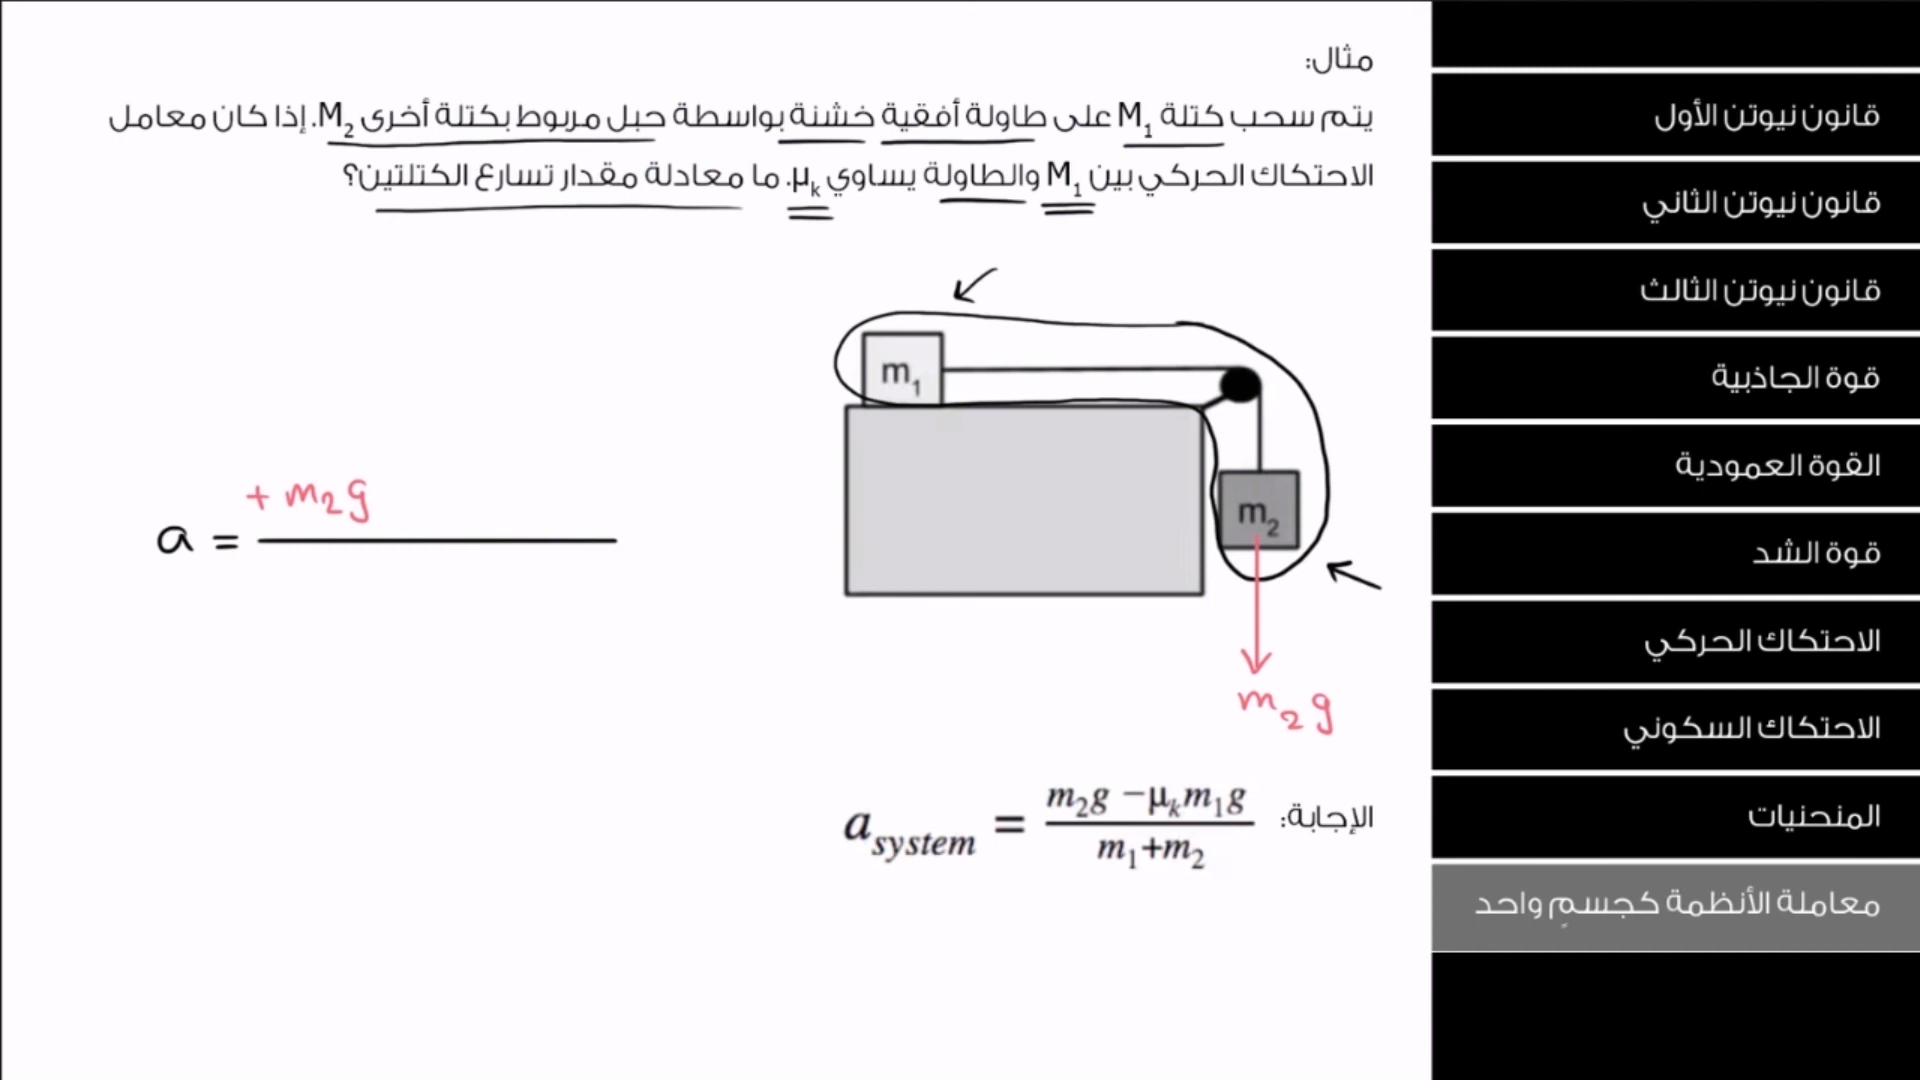 مثال:
يتم سحب كتلة M₁ على طاولة أفقية خشنة بواسطة حبل مربوط بكتلة أخرى M₂. إذا كان معامل
الاحتكاك الحركي بين M₁ والطاولة يساوي μₖ. ما معادلة مقدار تسارع الكتلتين؟
m₁
m₂
m₂g
a = + m₂g
الإجابة: a_system = (m₂g − μₖm₁g) / (m₁+m₂)
قانون نيوتن الأول
قانون نيوتن الثاني
قانون نيوتن الثالث
قوة الجاذبية
القوة العمودية
قوة الشد
الاحتكاك الحركي
الاحتكاك السكوني
المنحنيات
معاملة الأنظمة كجسمٍ واحد